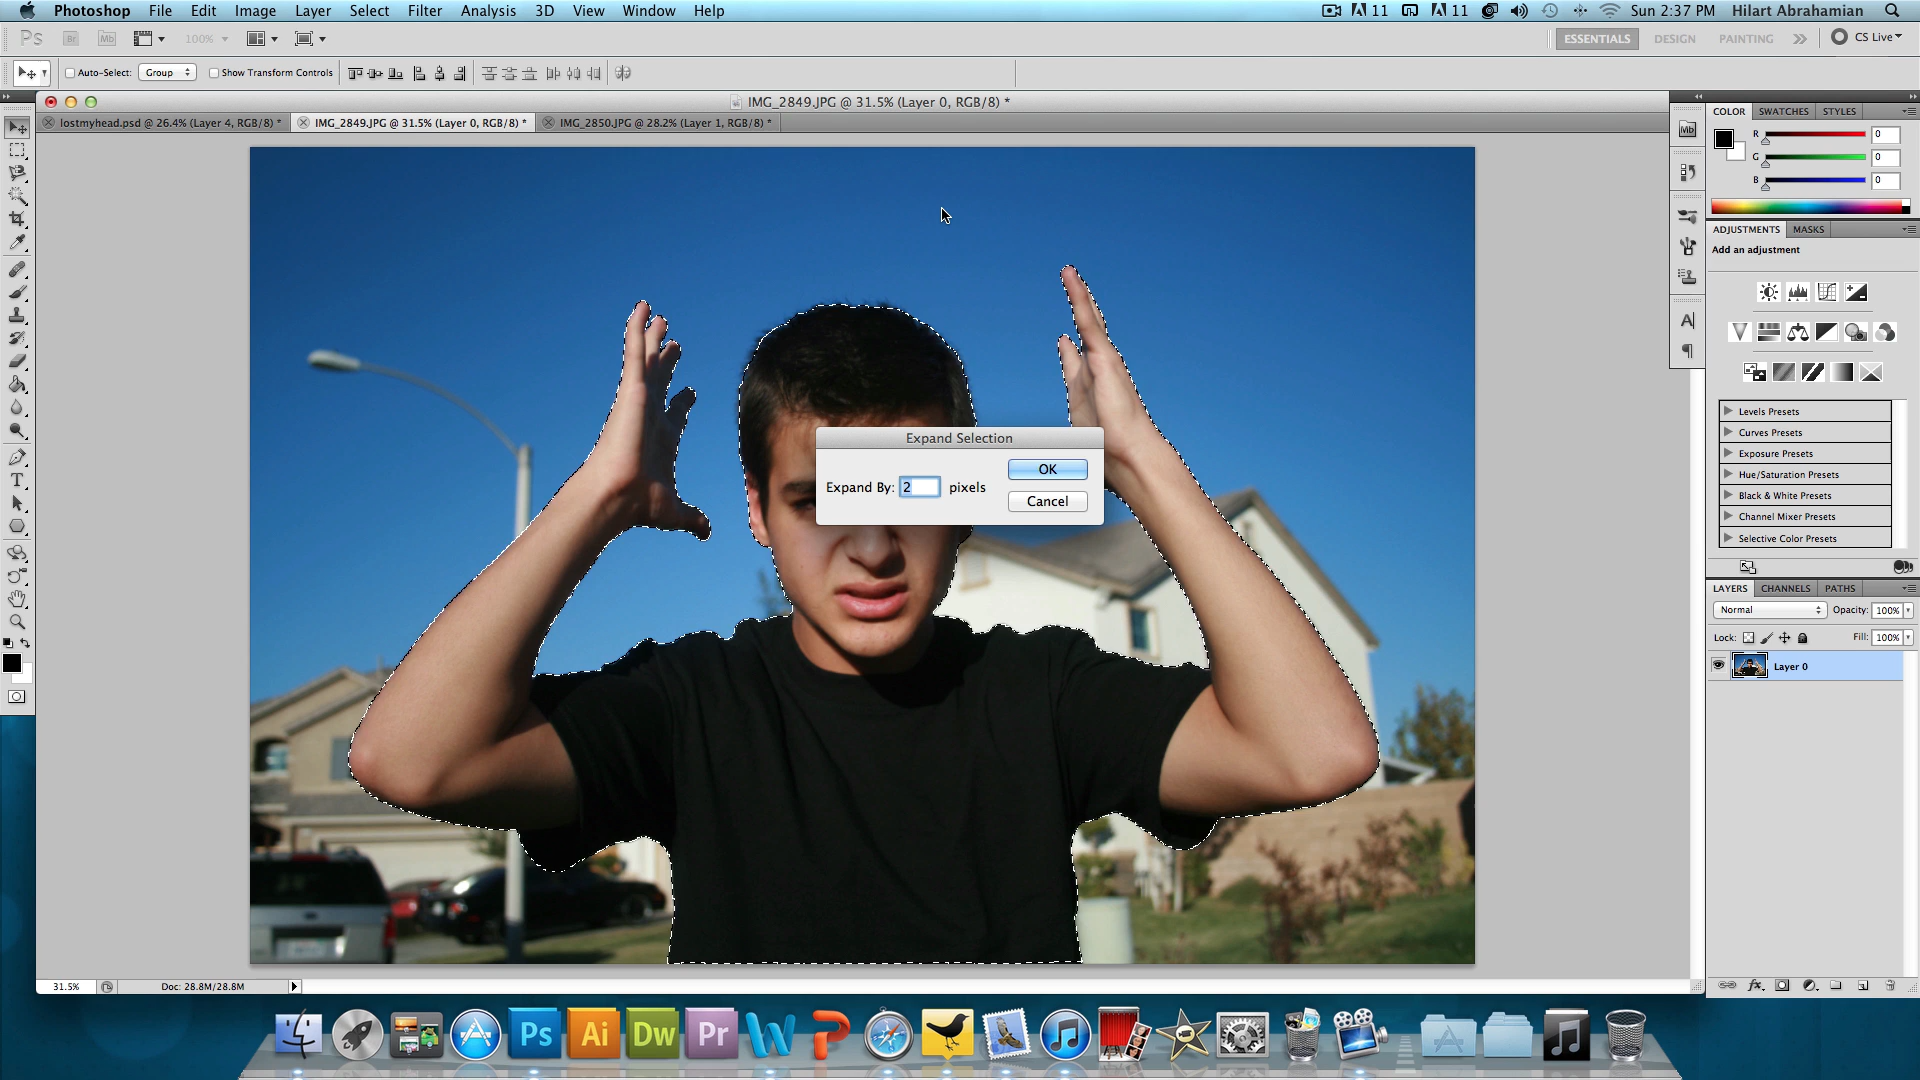 Photoshop File Edit Image Layer Select Filter Analysis 3D View Window Help 11 11 Sun 2:37 PM Hilart Abrahamian
Ps Br Mb 100% ESSENTIALS DESIGN PAINTING CS Live
Auto-Select: Group Show Transform Controls
IMG_2849.JPG @ 31.5% (Layer 0, RGB/8) *
lostmyhead.psd @ 26.4% (Layer 4, RGB/8) * IMG_2849.JPG @ 31.5% (Layer 0, RGB/8) * IMG_2850.JPG @ 28.2% (Layer 1, RGB/8) *
COLOR SWATCHES STYLES
Mb
R 0
G 0
B 0
ADJUSTMENTS MASKS
Add an adjustment
Levels Presets
Curves Presets
Exposure Presets
Hue/Saturation Presets
Black & White Presets
Channel Mixer Presets
Selective Color Presets
Expand Selection
Expand By: 2 pixels
OK
Cancel
LAYERS CHANNELS PATHS
Normal Opacity: 100%
Lock: Fill: 100%
Layer 0
31.5% Doc: 28.8M/28.8M
Ps Ai Dw Pr